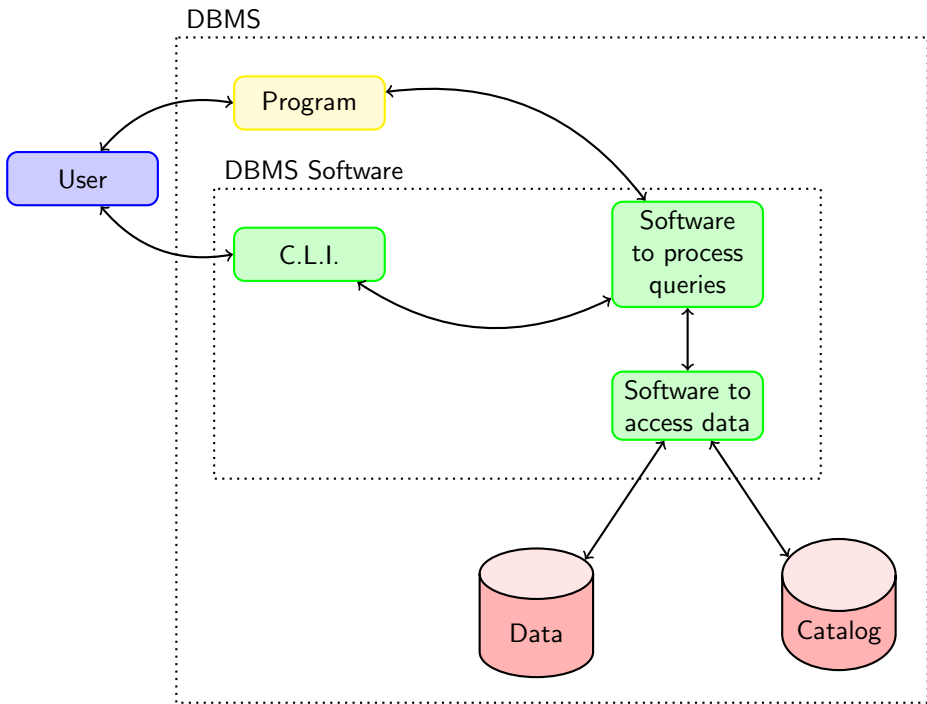 DBMS
Program
User
DBMS Software
C.L.I.
Software
to process
queries
Software to
access data
Data
Catalog